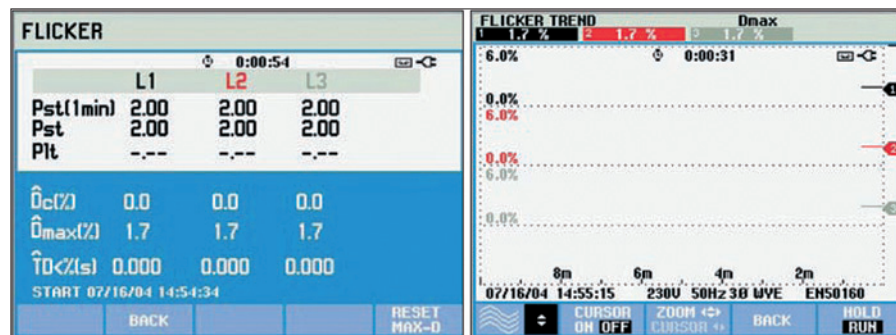 FLICKER
0:00:54
L1 L2 L3
Pst(1min) 2.00 2.00 2.00
Pst 2.00 2.00 2.00
Plt -.-- -.-- -.--
D̂c(%) 0.0 0.0 0.0
D̂max(%) 1.7 1.7 1.7
T̂D<%(s) 0.000 0.000 0.000
START 07/16/04 14:54:34
BACK RESET MAX-D
FLICKER TREND Dmax
1 1.7 % 2 1.7 % 3 1.7 %
6.0% 0:00:31
0.0% 1
6.0%
0.0% 2
6.0%
0.0% 3
8m 6m 4m 2m
07/16/04 14:55:15 230V 50Hz 3Ø WYE EN50160
CURSOR ZOOM BACK HOLD
ON OFF CURSOR RUN